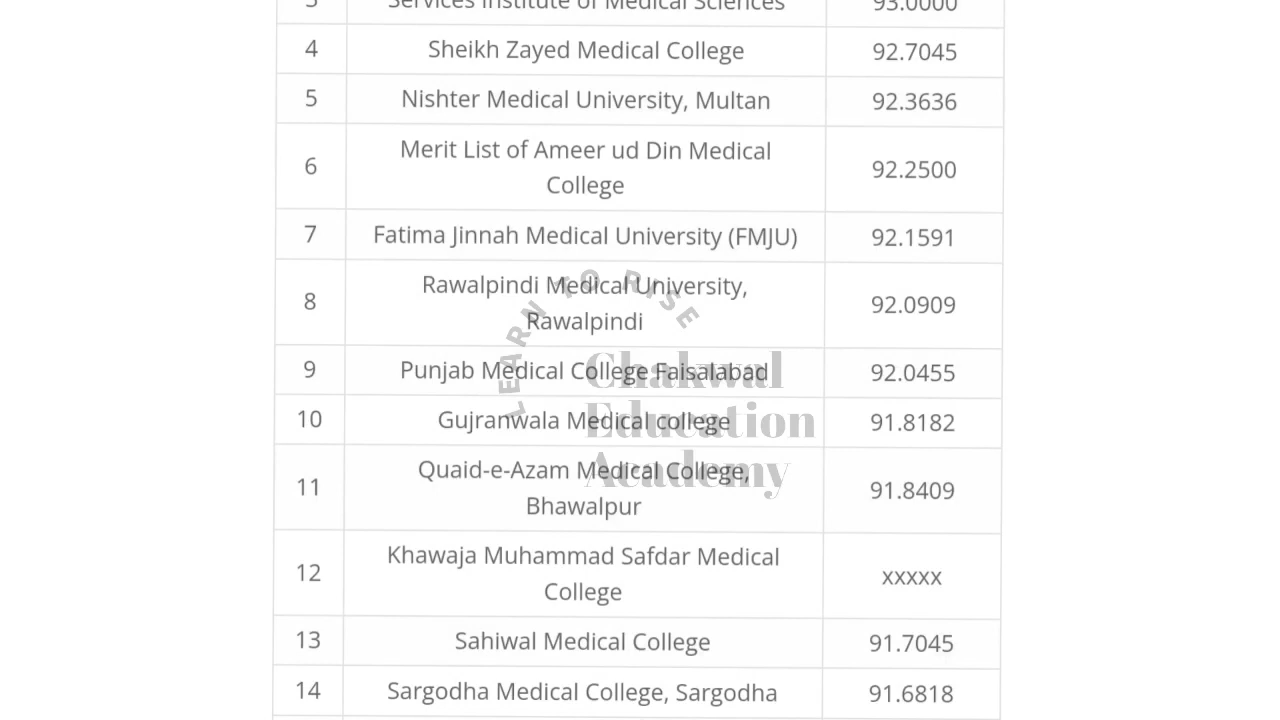 3 Services Institute of Medical Sciences 93.0000
4 Sheikh Zayed Medical College 92.7045
5 Nishter Medical University, Multan 92.3636
6 Merit List of Ameer ud Din Medical College 92.2500
7 Fatima Jinnah Medical University (FMJU) 92.1591
8 Rawalpindi Medical University, Rawalpindi 92.0909
9 Punjab Medical College Faisalabad 92.0455
10 Gujranwala Medical college 91.8182
11 Quaid-e-Azam Medical College, Bhawalpur 91.8409
12 Khawaja Muhammad Safdar Medical College xxxxx
13 Sahiwal Medical College 91.7045
14 Sargodha Medical College, Sargodha 91.6818
LEARN TO RISE
Chakwal
Education
Academy